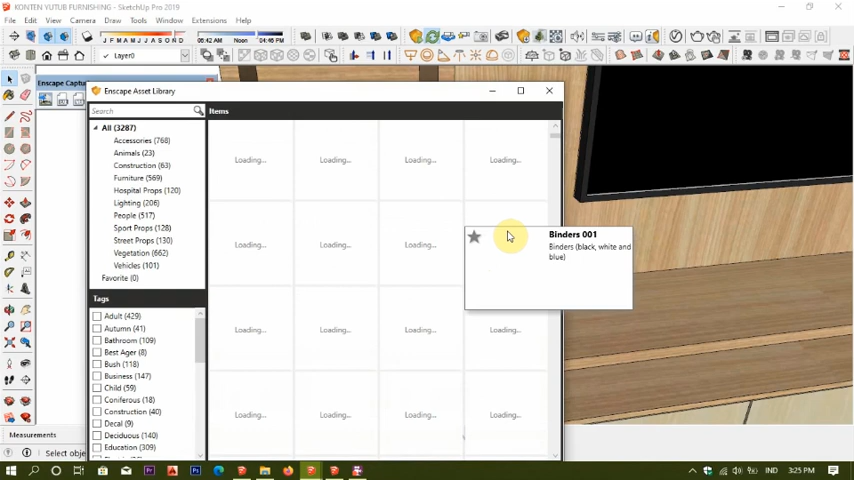 KONTEN YUTUB FURNISHING - SketchUp Pro 2019
File Edit View Camera Draw Tools Window Extensions Help
J F M A M J J A S O N D 06:42 AM Noon 04:46 PM
Layer0
Enscape Captu
Enscape Asset Library
Search
Items
All (3287)
Accessories (768)
Animals (23)
Construction (63)
Furniture (569)
Hospital Props (120)
Lighting (206)
People (517)
Sport Props (128)
Street Props (130)
Vegetation (662)
Vehicles (101)
Favorite (0)
Tags
Adult (429)
Autumn (41)
Bathroom (109)
Best Ager (8)
Bush (118)
Business (147)
Child (59)
Coniferous (18)
Construction (40)
Decal (9)
Deciduous (140)
Education (309)
Loading... Loading... Loading... Loading...
Loading... Loading... Loading...
Binders 001
Binders (black, white and
blue)
Loading... Loading... Loading... Loading...
Loading... Loading... Loading... Loading...
Measurements
Select objec
IND 3:25 PM